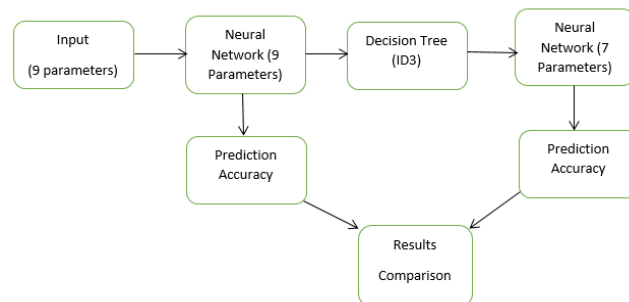 Input
(9 parameters)
Neural
Network (9
Parameters)
Decision Tree
(ID3)
Neural
Network (7
Parameters)
Prediction
Accuracy
Prediction
Accuracy
Results
Comparison